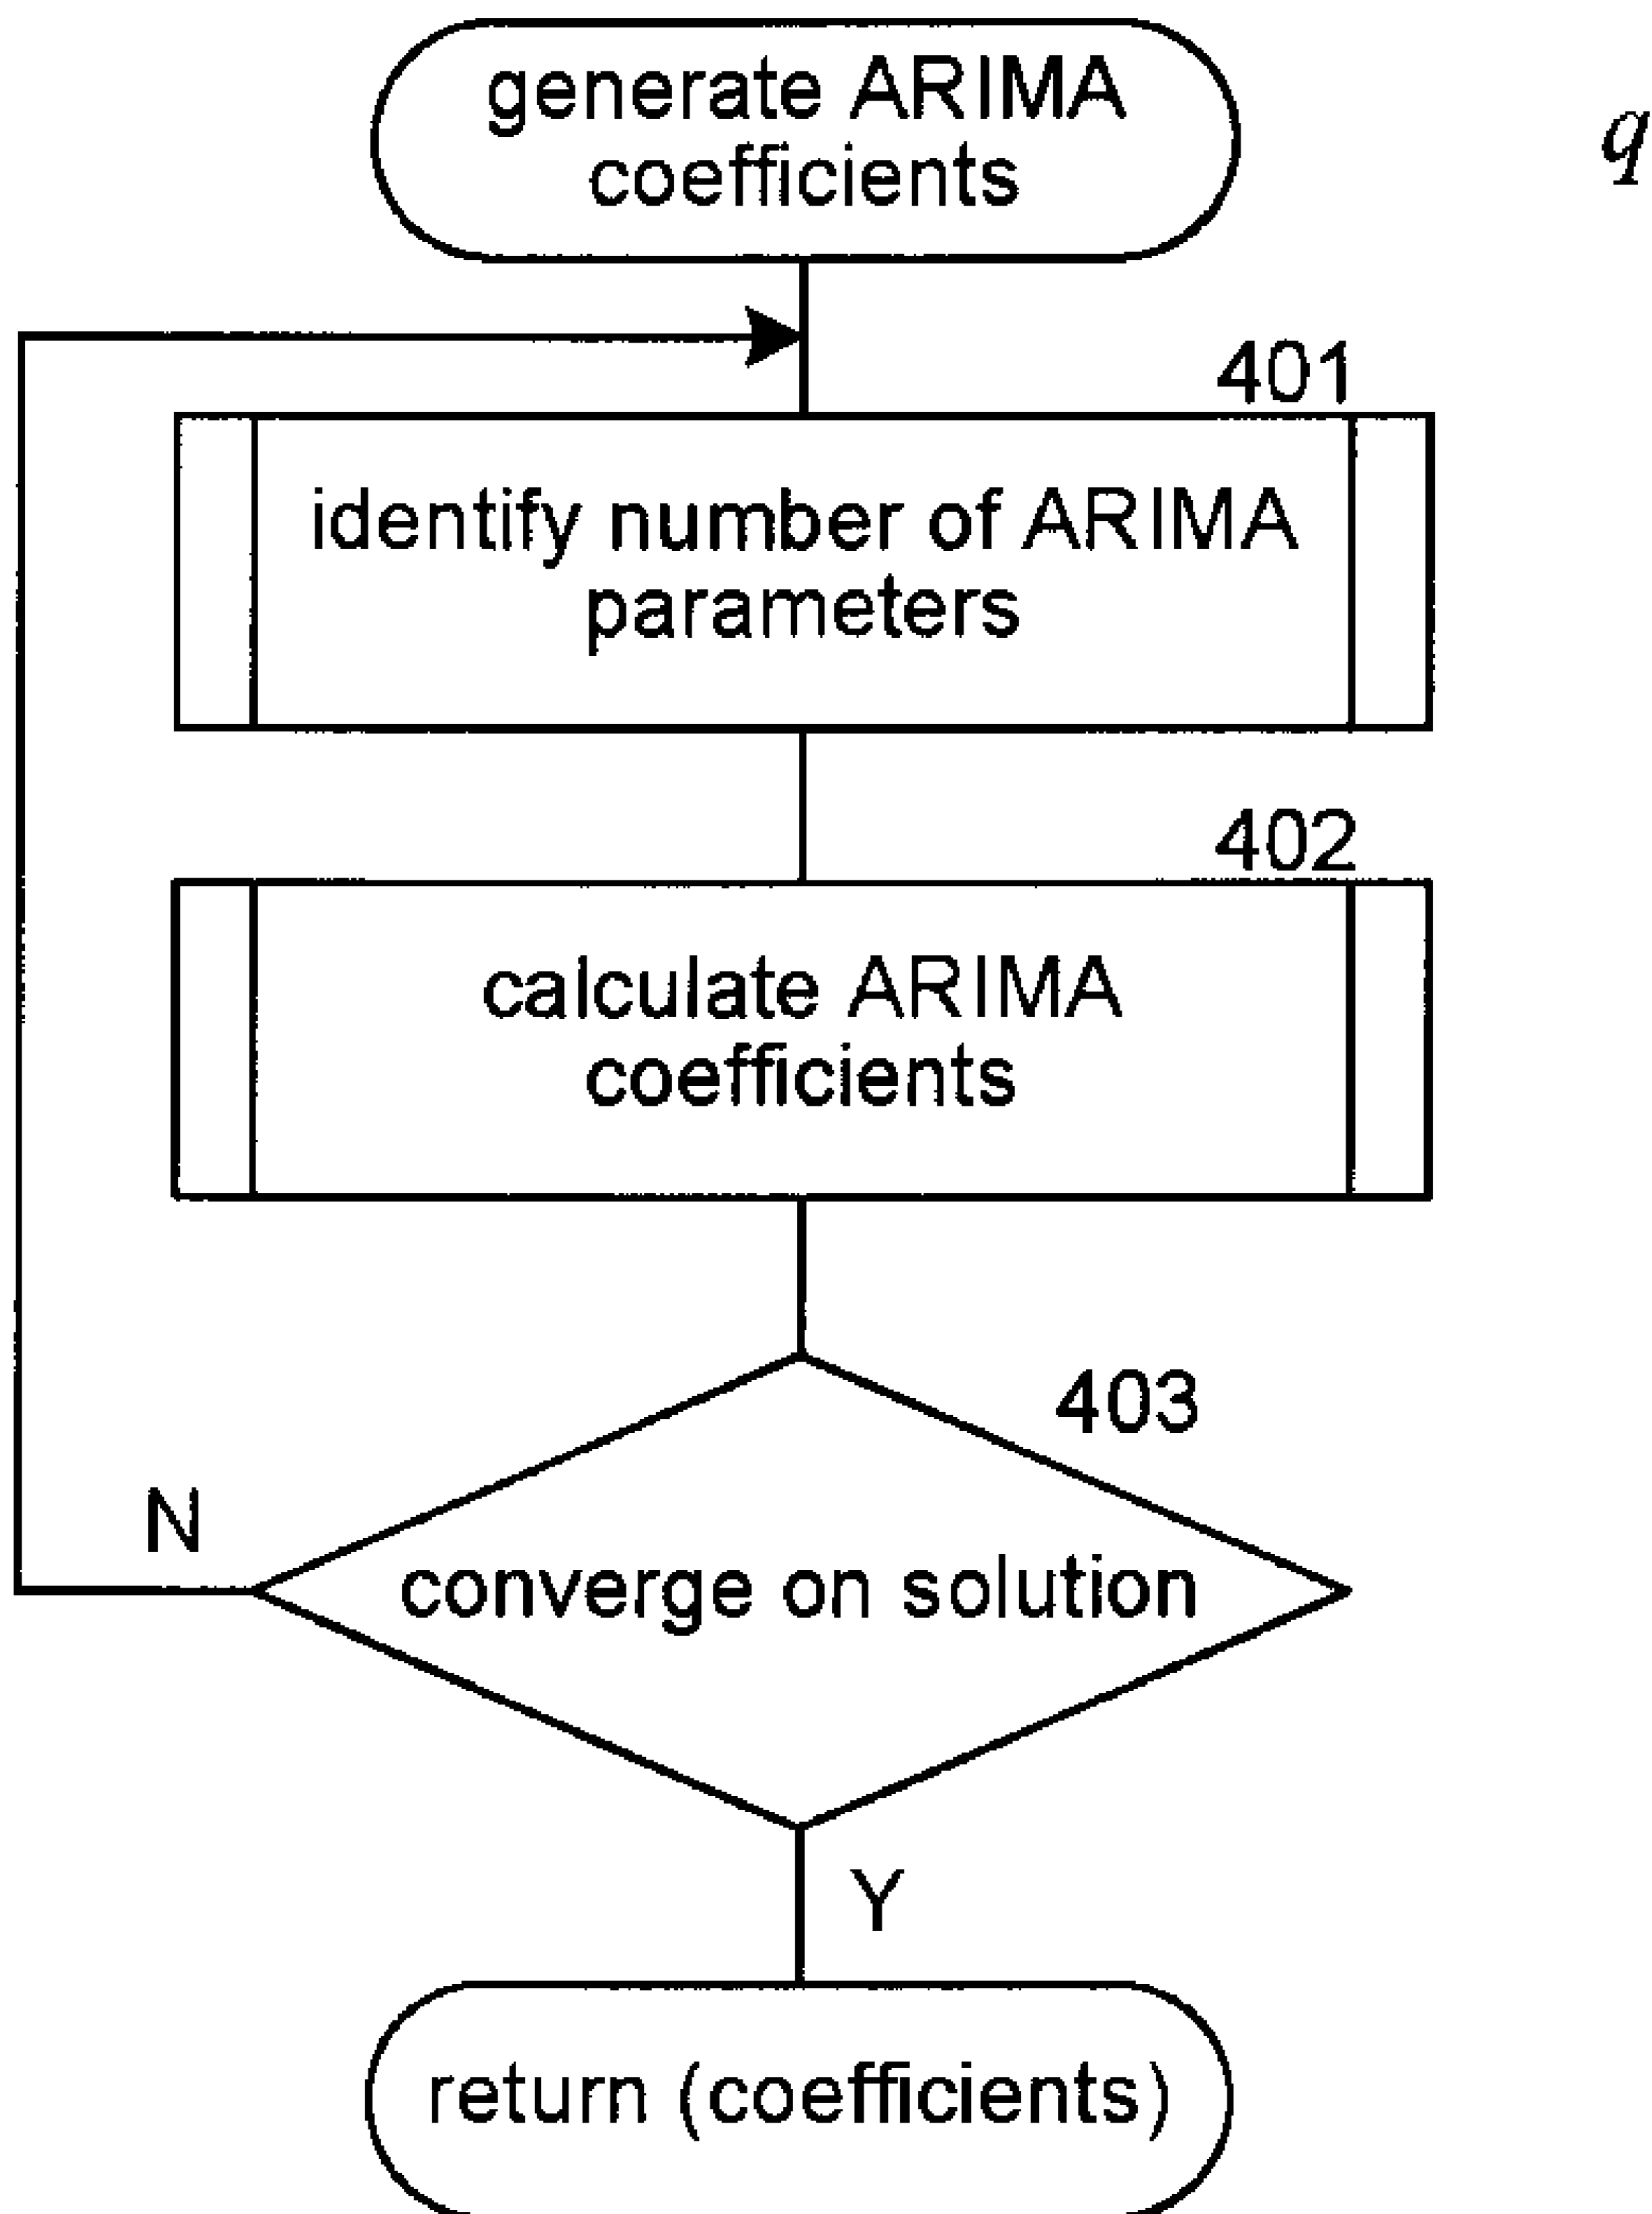 generate ARIMA
coefficients
q
401
identify number of ARIMA
parameters
402
calculate ARIMA
coefficients
403
N
converge on solution
Y
return (coefficients)